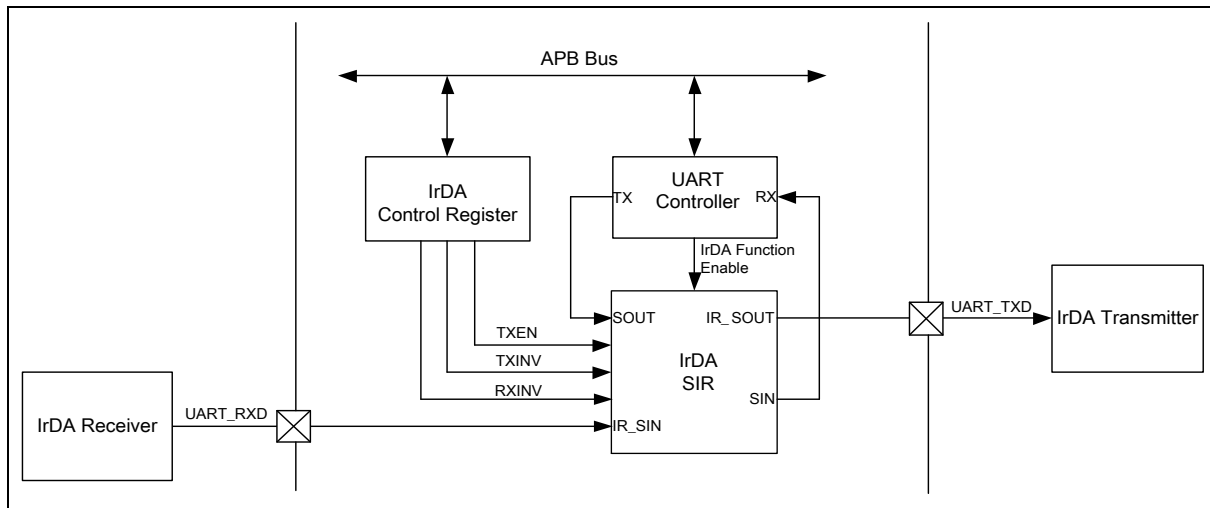 APB Bus
IrDA
Control Register
UART
Controller
TX
RX
IrDA Function
Enable
SOUT
IR_SOUT
UART_TXD
IrDA Transmitter
TXEN
TXINV
RXINV
IrDA
SIR
SIN
UART_RXD
IrDA Receiver
IR_SIN